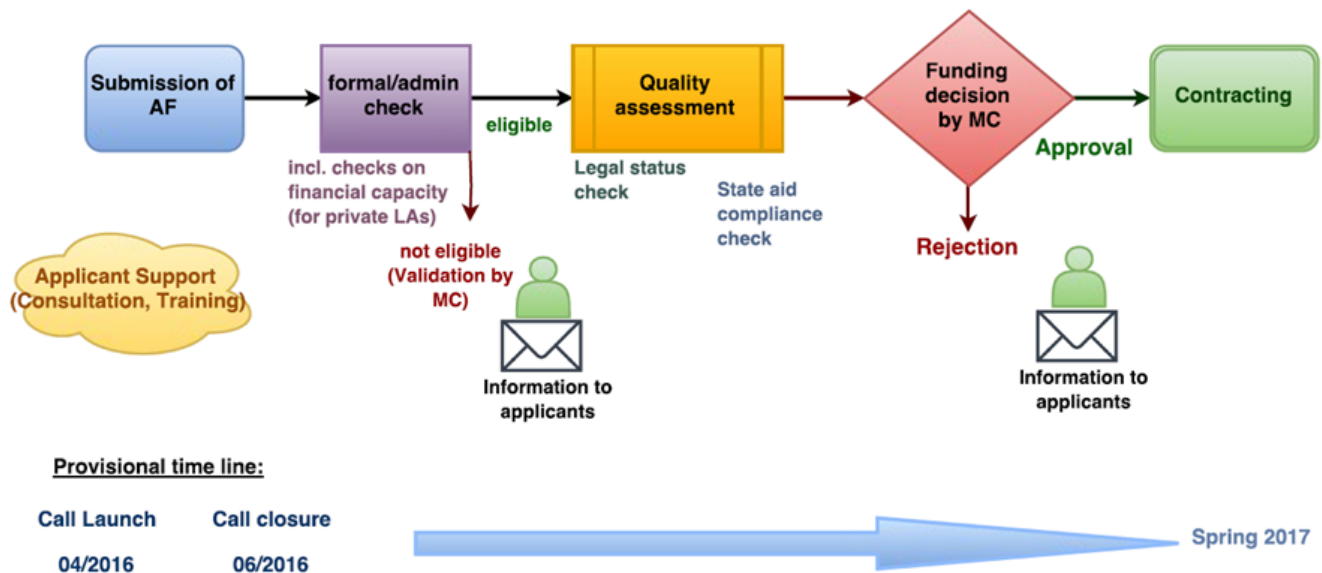 Submission of
AF
formal/admin
check
eligible
Quality
assessment
Funding
decision
by MC
Approval
Contracting
incl. checks on
financial capacity
(for private LAs)
Legal status
check
State aid
compliance
check
not eligible
(Validation by
MC)
Rejection
Applicant Support
(Consultation, Training)
Information to
applicants
Information to
applicants
Provisional time line:
Call Launch
Call closure
04/2016
06/2016
Spring 2017